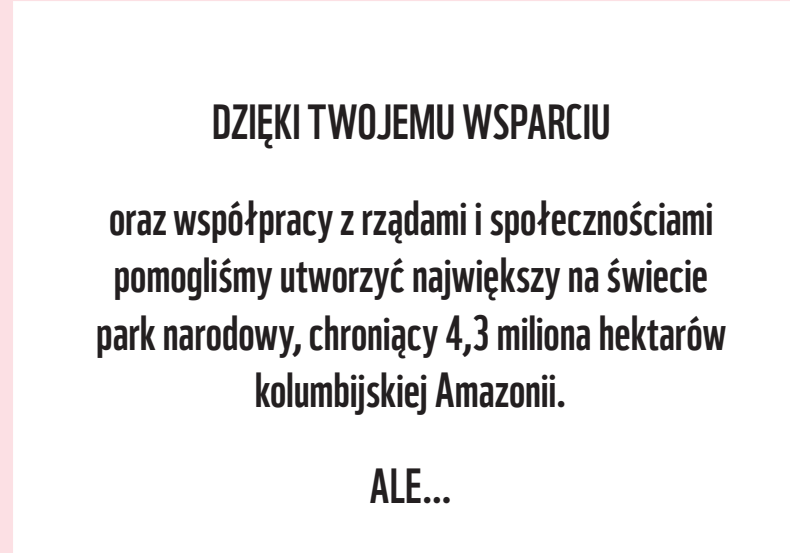 DZIĘKI TWOJEMU WSPARCIU
oraz współpracy z rządami i społecznościami
pomogliśmy utworzyć największy na świecie
park narodowy, chroniący 4,3 miliona hektarów
kolumbijskiej Amazonii.
ALE...